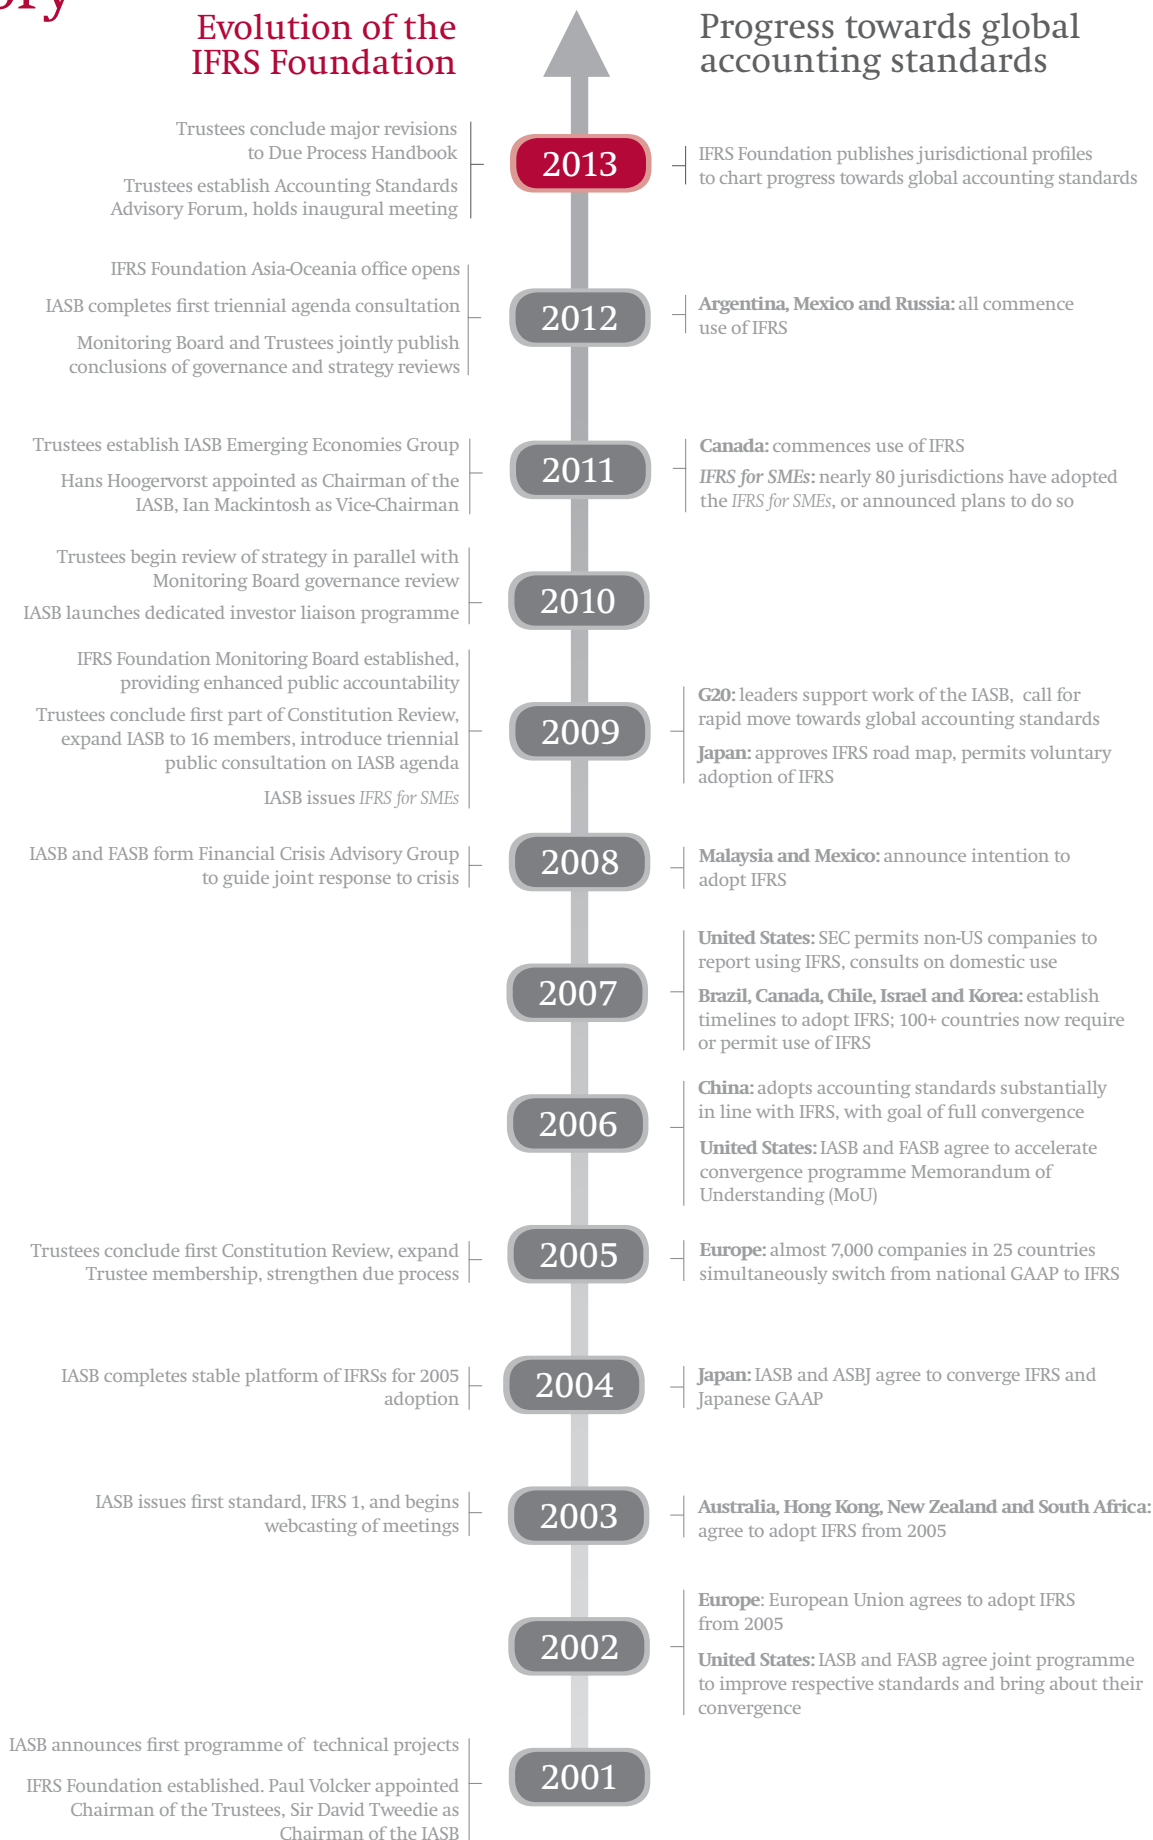 ory
Evolution of the
IFRS Foundation
Progress towards global
accounting standards
Trustees conclude major revisions
to Due Process Handbook
Trustees establish Accounting Standards
Advisory Forum, holds inaugural meeting
2013
IFRS Foundation publishes jurisdictional profiles
to chart progress towards global accounting standards
IFRS Foundation Asia-Oceania office opens
IASB completes first triennial agenda consultation
Monitoring Board and Trustees jointly publish
conclusions of governance and strategy reviews
2012
Argentina, Mexico and Russia: all commence
use of IFRS
Trustees establish IASB Emerging Economies Group
Hans Hoogervorst appointed as Chairman of the
IASB, Ian Mackintosh as Vice-Chairman
2011
Canada: commences use of IFRS
IFRS for SMEs: nearly 80 jurisdictions have adopted
the IFRS for SMEs, or announced plans to do so
Trustees begin review of strategy in parallel with
Monitoring Board governance review
IASB launches dedicated investor liaison programme
2010
IFRS Foundation Monitoring Board established,
providing enhanced public accountability
Trustees conclude first part of Constitution Review,
expand IASB to 16 members, introduce triennial
public consultation on IASB agenda
IASB issues IFRS for SMEs
2009
G20: leaders support work of the IASB, call for
rapid move towards global accounting standards
Japan: approves IFRS road map, permits voluntary
adoption of IFRS
IASB and FASB form Financial Crisis Advisory Group
to guide joint response to crisis
2008
Malaysia and Mexico: announce intention to
adopt IFRS
2007
United States: SEC permits non-US companies to
report using IFRS, consults on domestic use
Brazil, Canada, Chile, Israel and Korea: establish
timelines to adopt IFRS; 100+ countries now require
or permit use of IFRS
2006
China: adopts accounting standards substantially
in line with IFRS, with goal of full convergence
United States: IASB and FASB agree to accelerate
convergence programme Memorandum of
Understanding (MoU)
Trustees conclude first Constitution Review, expand
Trustee membership, strengthen due process
2005
Europe: almost 7,000 companies in 25 countries
simultaneously switch from national GAAP to IFRS
IASB completes stable platform of IFRSs for 2005
adoption
2004
Japan: IASB and ASBJ agree to converge IFRS and
Japanese GAAP
IASB issues first standard, IFRS 1, and begins
webcasting of meetings
2003
Australia, Hong Kong, New Zealand and South Africa:
agree to adopt IFRS from 2005
2002
Europe: European Union agrees to adopt IFRS
from 2005
United States: IASB and FASB agree joint programme
to improve respective standards and bring about their
convergence
IASB announces first programme of technical projects
IFRS Foundation established. Paul Volcker appointed
Chairman of the Trustees, Sir David Tweedie as
Chairman of the IASB
2001